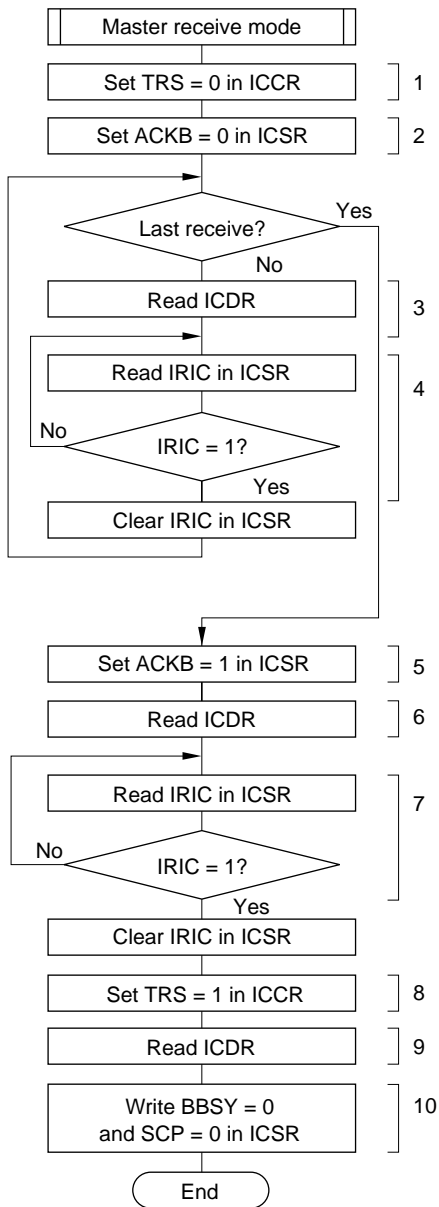 Master receive mode
Set TRS = 0 in ICCR
1
Set ACKB = 0 in ICSR
2
Last receive?
Yes
No
Read ICDR
3
Read IRIC in ICSR
4
No
IRIC = 1?
Yes
Clear IRIC in ICSR
Set ACKB = 1 in ICSR
5
Read ICDR
6
Read IRIC in ICSR
7
No
IRIC = 1?
Yes
Clear IRIC in ICSR
Set TRS = 1 in ICCR
8
Read ICDR
9
Write BBSY = 0
10
and SCP = 0 in ICSR
End